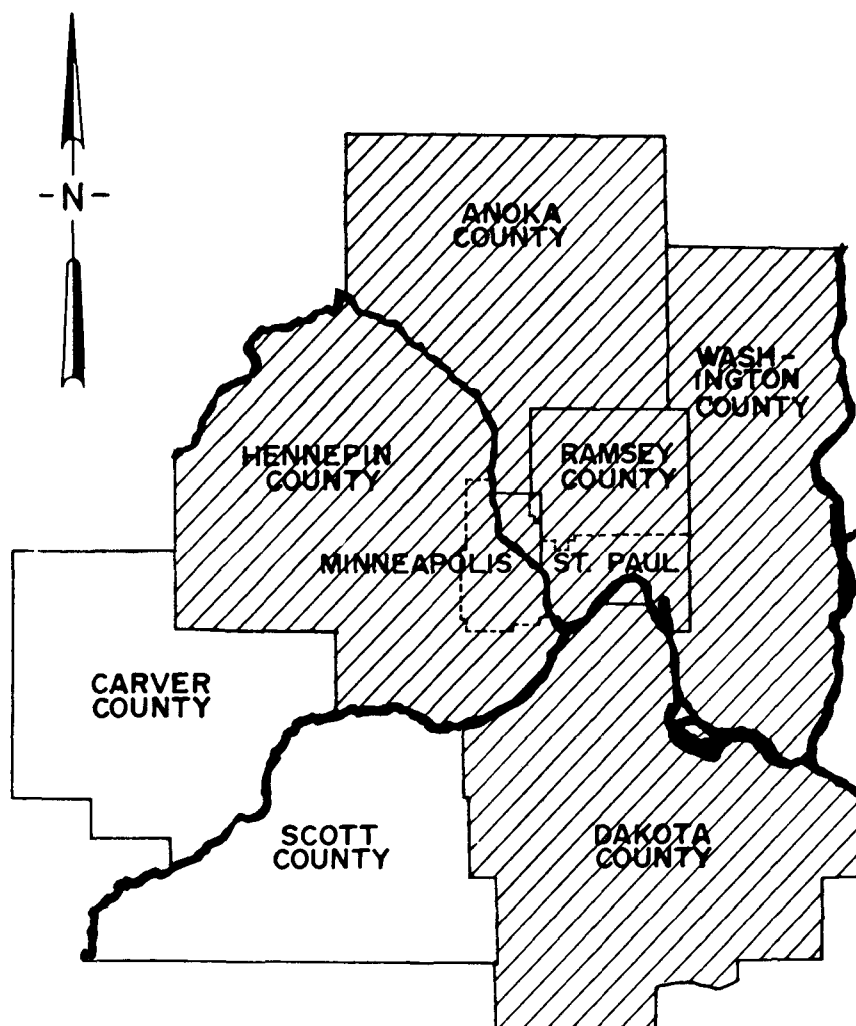 - N -
ANOKA
COUNTY
WASH-
INGTON
COUNTY
HENNEPIN
COUNTY
RAMSEY
COUNTY
MINNEAPOLIS
ST. PAUL
CARVER
COUNTY
SCOTT
COUNTY
DAKOTA
COUNTY